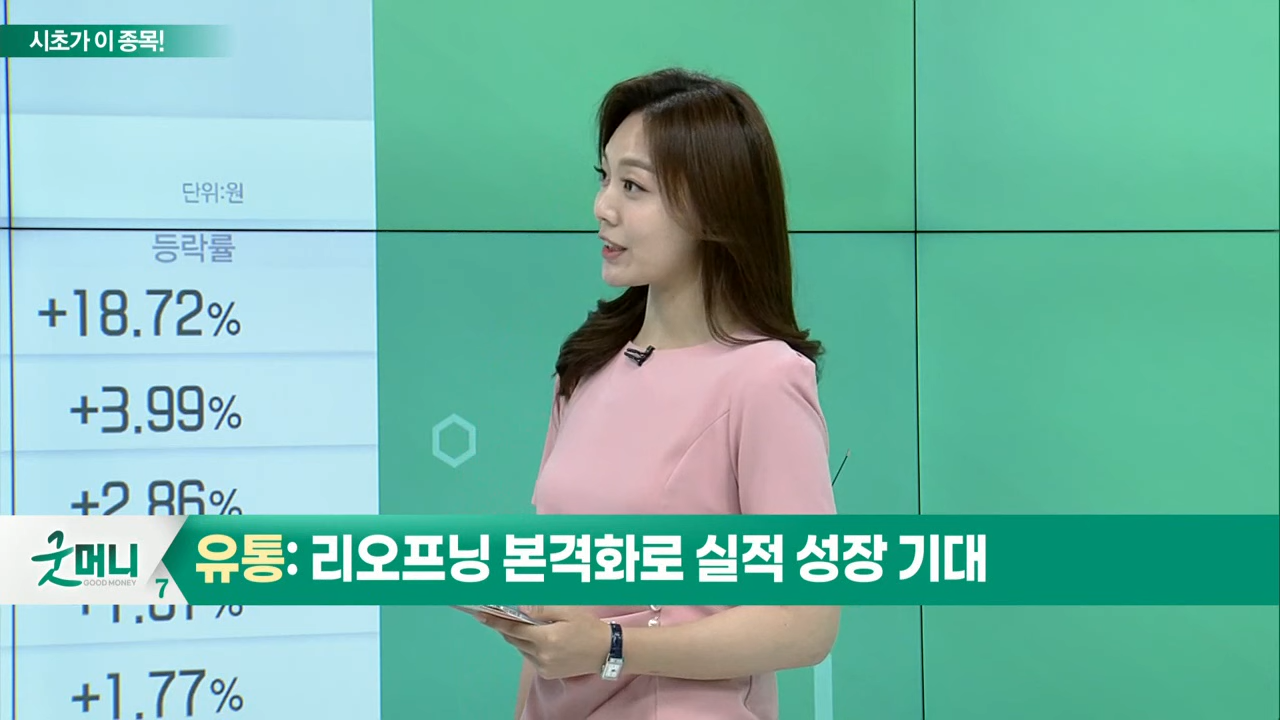 시초가 이 종목!
단위:원
등락률
+18.72%
+3.99%
+2.86%
굿머니
GOOD MONEY
7
유통: 리오프닝 본격화로 실적 성장 기대
+1.77%